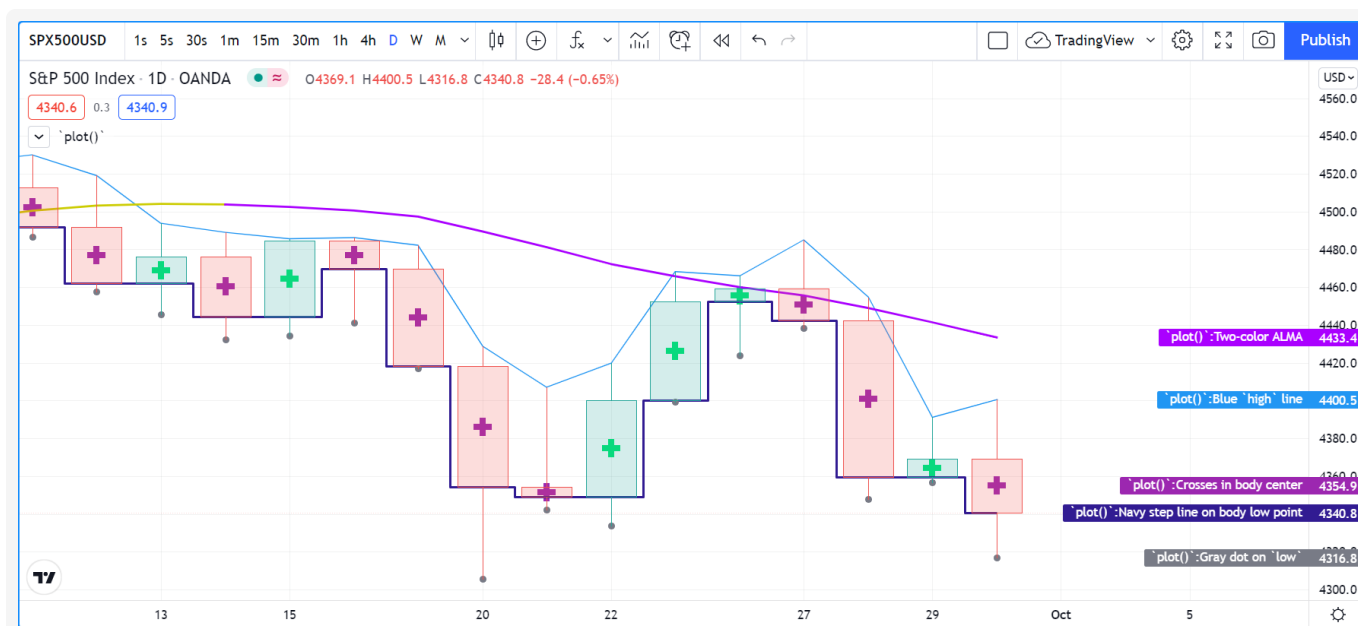 SPX500USD 1s 5s 30s 1m 15m 30m 1h 4h D W M TradingView Publish
S&P 500 Index · 1D · OANDA O4369.1 H4400.5 L4316.8 C4340.8 −28.4 (−0.65%) USD
4340.6 0.3 4340.9
`plot()`
4560.0
4540.0
4520.0
4500.0
4480.0
4460.0
4440.0
`plot()`:Two-color ALMA 4433.4
4420.0
`plot()`:Blue `high` line 4400.5
4380.0
4360.0
`plot()`:Crosses in body center 4354.9
`plot()`:Navy step line on body low point 4340.8
`plot()`:Gray dot on `low` 4316.8
4300.0
13 15 20 22 27 29 Oct 5